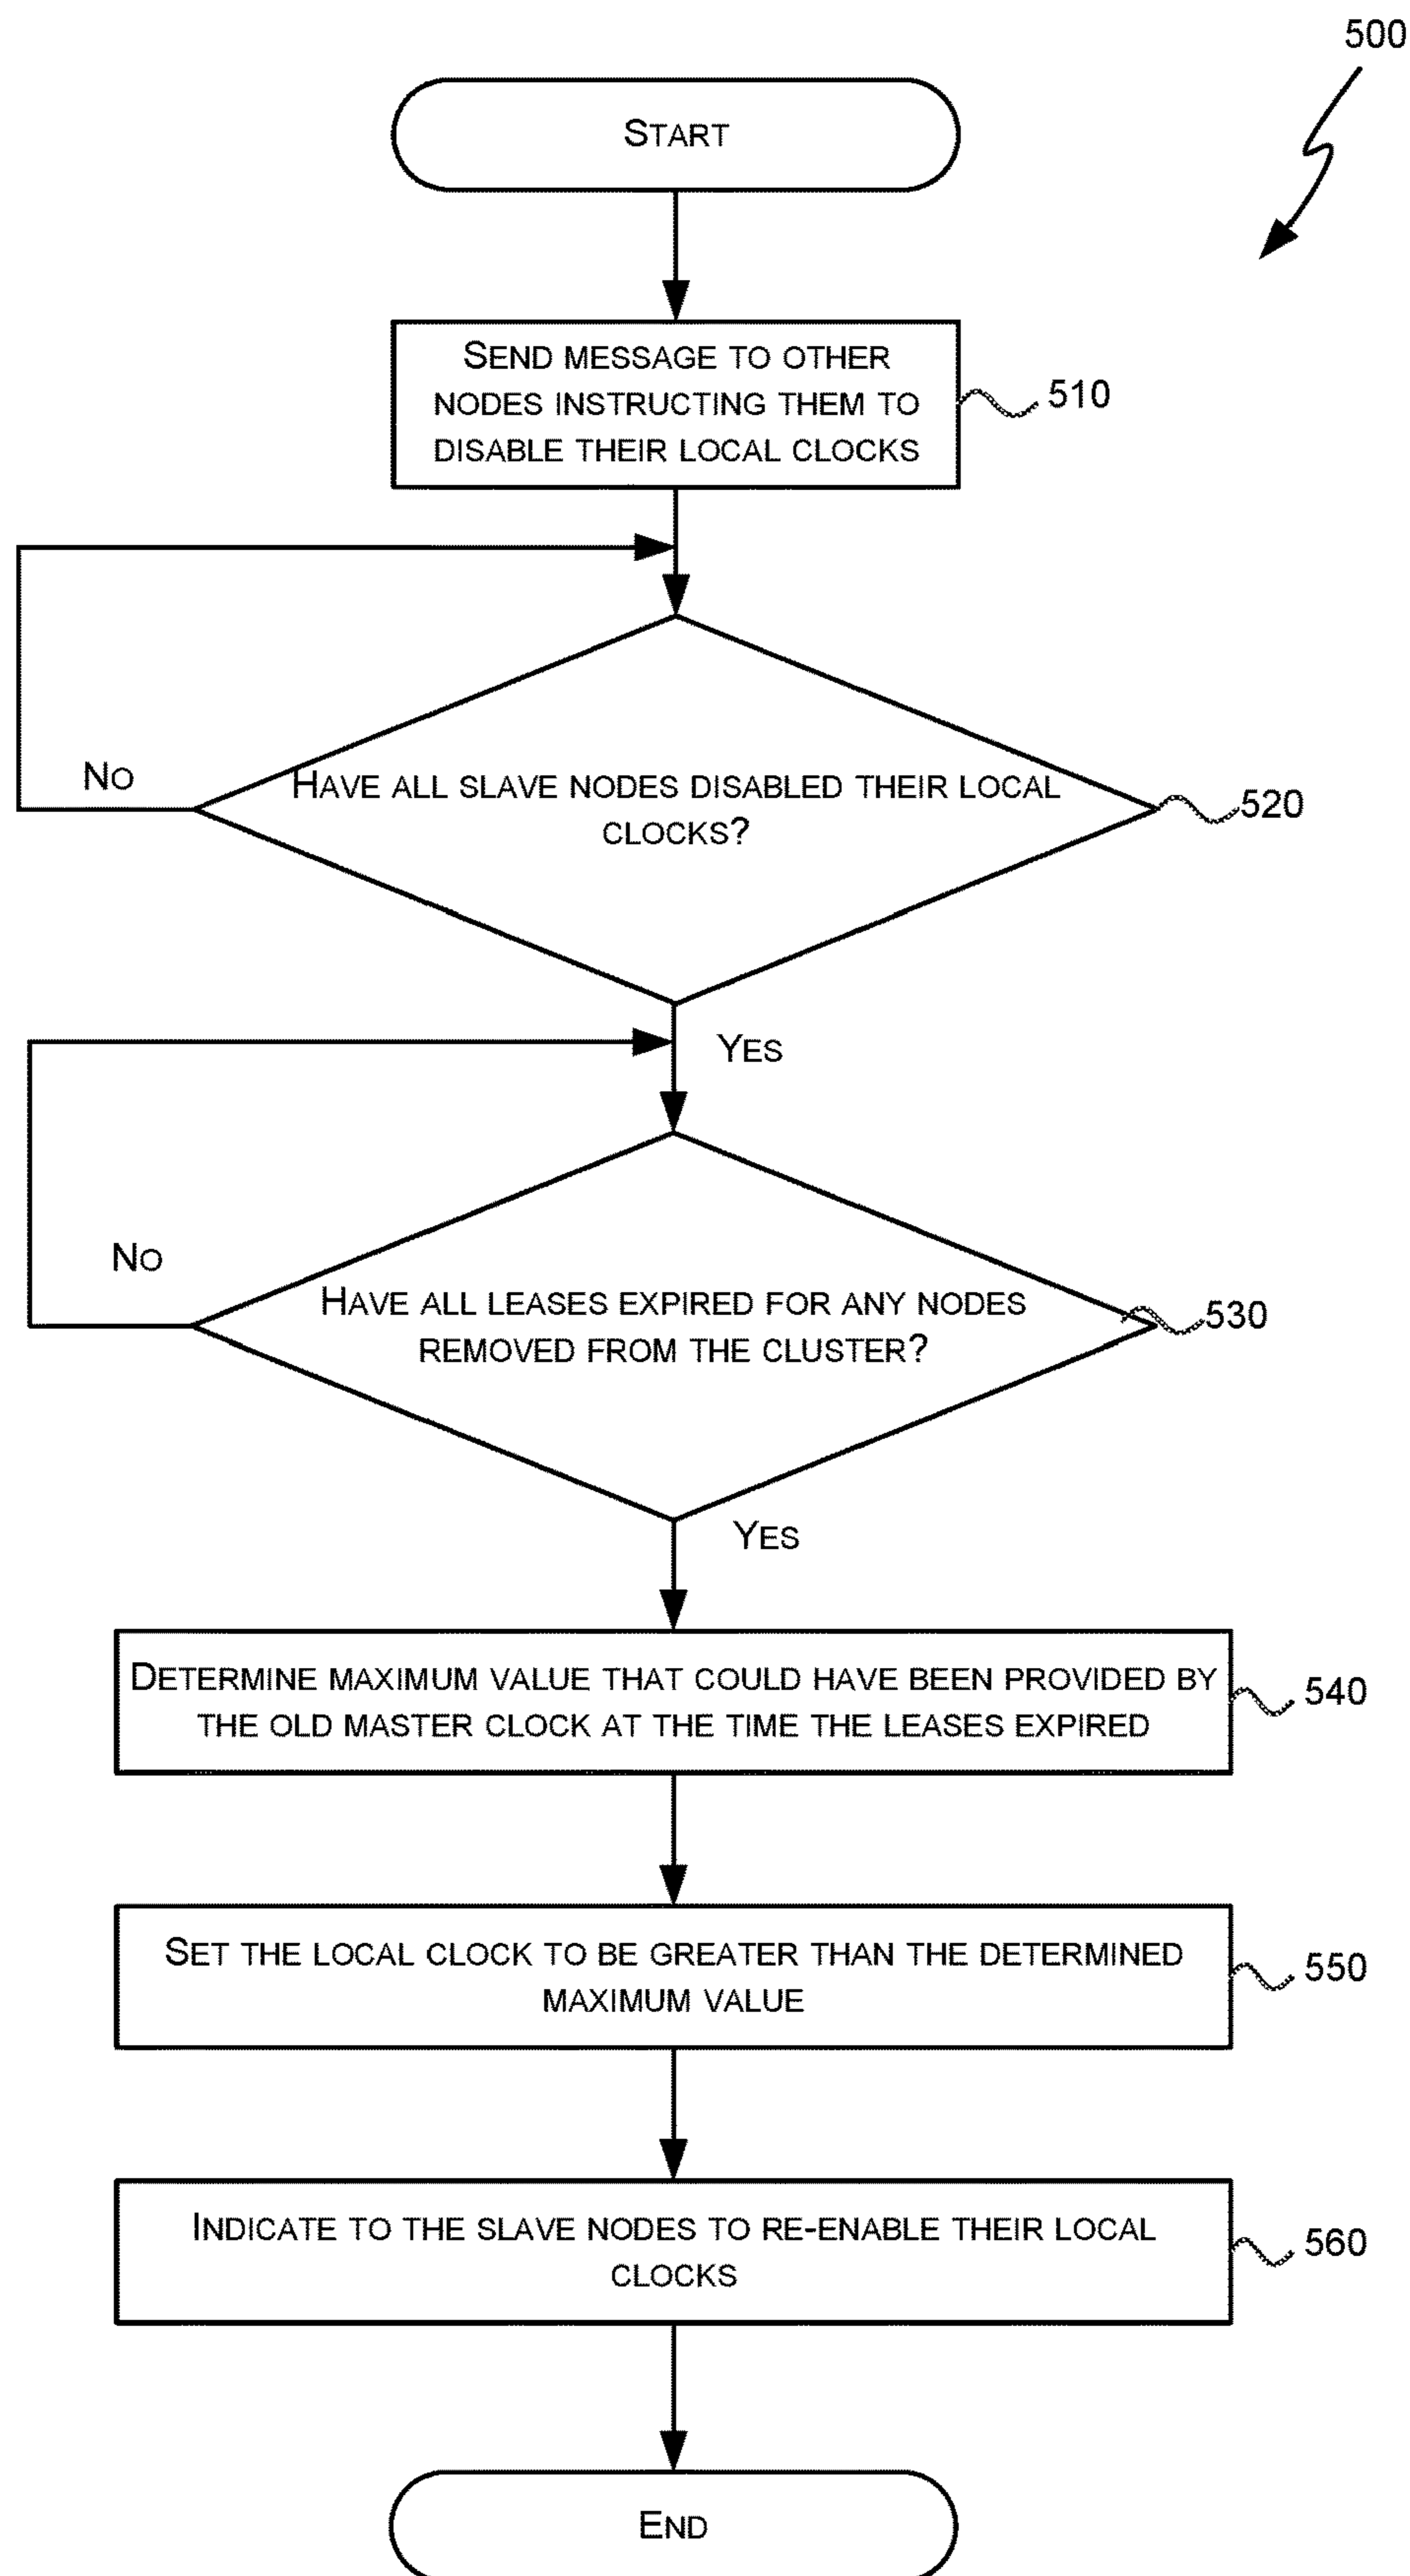 500
START
SEND MESSAGE TO OTHER
NODES INSTRUCTING THEM TO
DISABLE THEIR LOCAL CLOCKS
510
NO
HAVE ALL SLAVE NODES DISABLED THEIR LOCAL
CLOCKS?
520
YES
NO
HAVE ALL LEASES EXPIRED FOR ANY NODES
REMOVED FROM THE CLUSTER?
530
YES
DETERMINE MAXIMUM VALUE THAT COULD HAVE BEEN PROVIDED BY
THE OLD MASTER CLOCK AT THE TIME THE LEASES EXPIRED
540
SET THE LOCAL CLOCK TO BE GREATER THAN THE DETERMINED
MAXIMUM VALUE
550
INDICATE TO THE SLAVE NODES TO RE-ENABLE THEIR LOCAL
CLOCKS
560
END